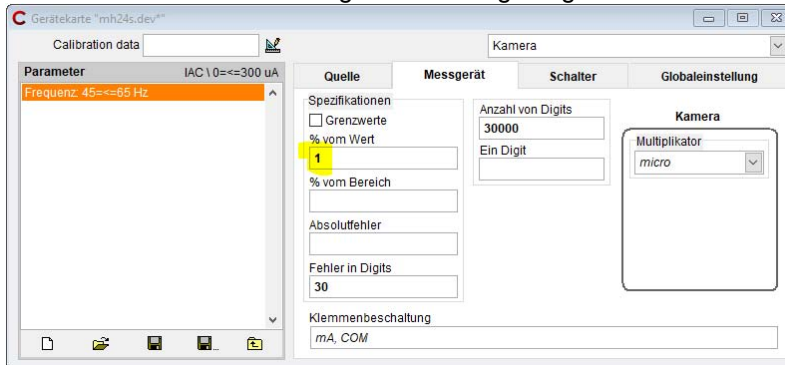 Gerätekarte "mh24s.dev*"
Calibration data
Kamera
Parameter IAC \ 0=<=300 uA
Frequenz: 45=<=65 Hz
Quelle Messgerät Schalter Globaleinstellung
Spezifikationen
Grenzwerte
% vom Wert
1
% vom Bereich
Absolutfehler
Fehler in Digits
30
Anzahl von Digits
30000
Ein Digit
Kamera
Multiplikator
micro
Klemmenbeschaltung
mA, COM